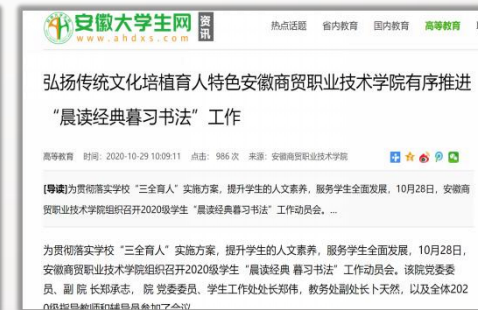 安徽大学生网 资讯
www.ahdxs.com
热点话题 省内教育 国内教育 高等教育
弘扬传统文化培植育人特色安徽商贸职业技术学院有序推进
“晨读经典暮习书法”工作
高等教育 时间：2020-10-29 10:09:11 点击：986 次 来源：安徽商贸职业技术学院
[导读]为贯彻落实学校“三全育人”实施方案，提升学生的人文素养，服务学生全面发展，10月28日，安徽商
贸职业技术学院组织召开2020级学生“晨读经典暮习书法”工作动员会。...
为贯彻落实学校“三全育人”实施方案，提升学生的人文素养，服务学生全面发展，10月28日，
安徽商贸职业技术学院组织召开2020级学生“晨读经典 暮习书法”工作动员会。该院党委委
员、副 院 长郑承志， 院 党委委员、学生工作处处长郑伟，教务处副处长卜天然，以及全体202
0级指导教师和辅导员参加了会议